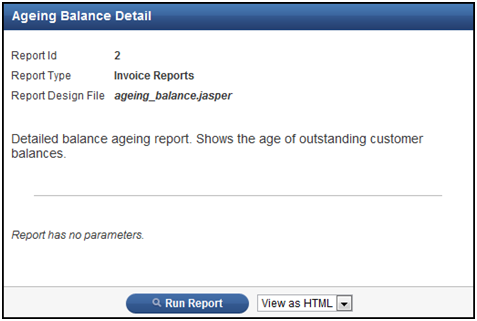 Ageing Balance Detail
Report Id 2
Report Type Invoice Reports
Report Design File ageing_balance.jasper
Detailed balance ageing report. Shows the age of outstanding customer
balances.
Report has no parameters.
Run Report View as HTML